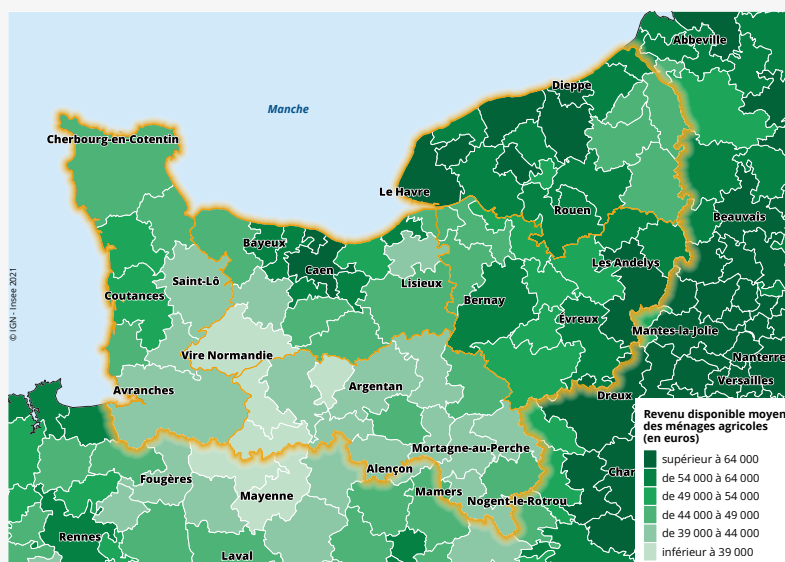 Abbeville
Dieppe
Manche
Cherbourg-en-Cotentin
Le Havre
Rouen
Beauvais
Bayeux
Caen
Les Andelys
Saint-Lô
Lisieux
Coutances
Bernay
Évreux
Mantes-la-Jolie
Vire Normandie
Nanterre
Avranches
Argentan
Versailles
Dreux
Mortagne-au-Perche
Alençon
Fougères
Mayenne
Mamers
Nogent-le-Rotrou
Rennes
Laval
Char
© IGN - Insee 2021
Revenu disponible moyen
des ménages agricoles
(en euros)
supérieur à 64 000
de 54 000 à 64 000
de 49 000 à 54 000
de 44 000 à 49 000
de 39 000 à 44 000
inférieur à 39 000